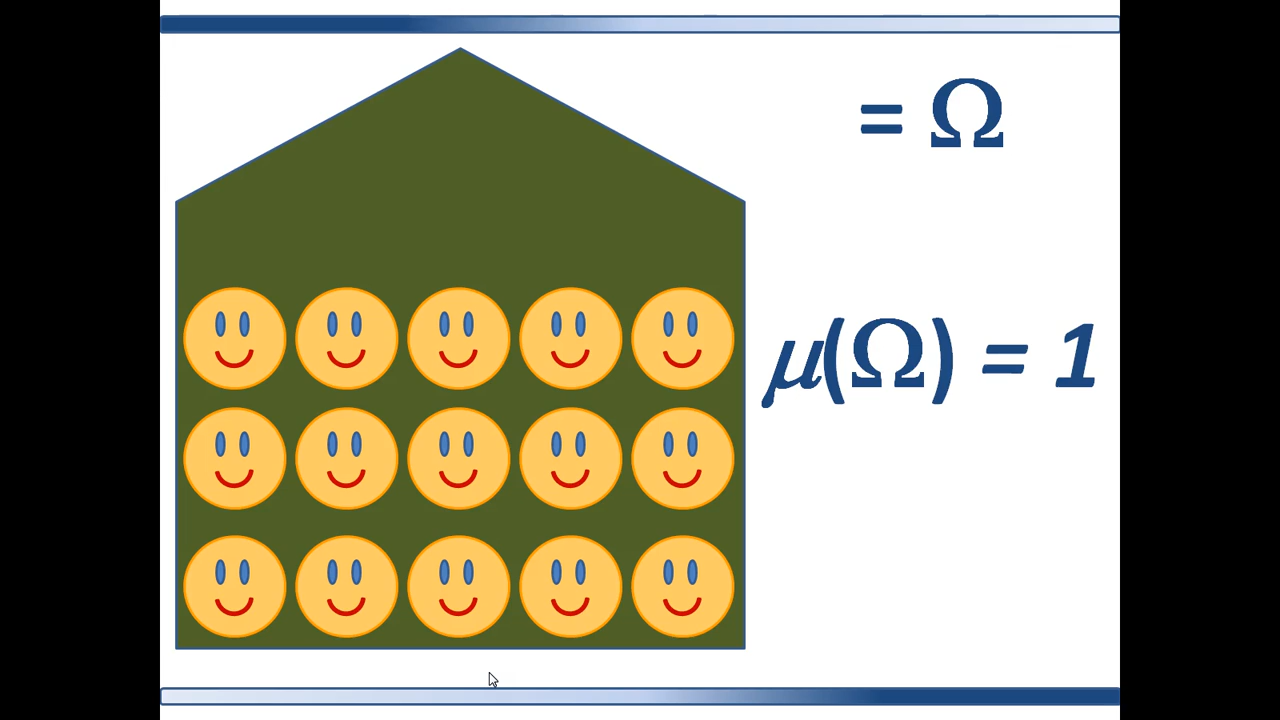 = Ω
μ(Ω) = 1